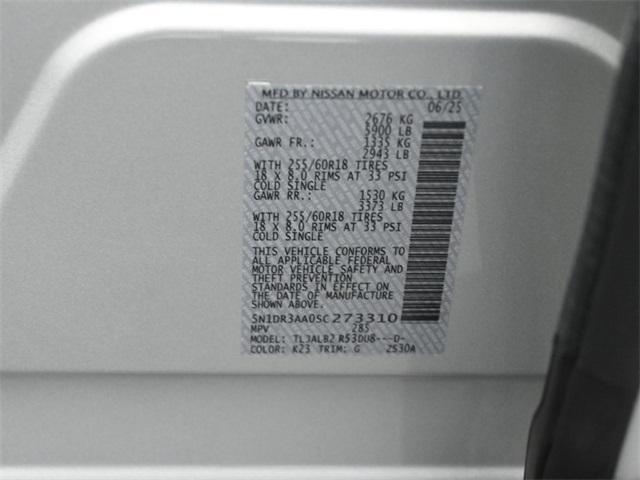 MFD BY NISSAN MOTOR CO., LTD
DATE: 06/25
GVWR: 2676 KG
5900 LB
GAWR FR.: 1335 KG
2943 LB
WITH 255/60R18 TIRES
18 X 8.0 RIMS AT 33 PSI
COLD SINGLE
GAWR RR.: 1530 KG
3373 LB
WITH 255/60R18 TIRES
18 X 8.0 RIMS AT 33 PSI
COLD SINGLE
THIS VEHICLE CONFORMS TO
ALL APPLICABLE FEDERAL
MOTOR VEHICLE SAFETY AND
THEFT PREVENTION
STANDARDS IN EFFECT ON
THE DATE OF MANUFACTURE
SHOWN ABOVE.
5N1DR3AA0SC273310
MPV 285
MODEL: TLJALB2 R53DU8---D-
COLOR: K23 TRIM: G 2530A